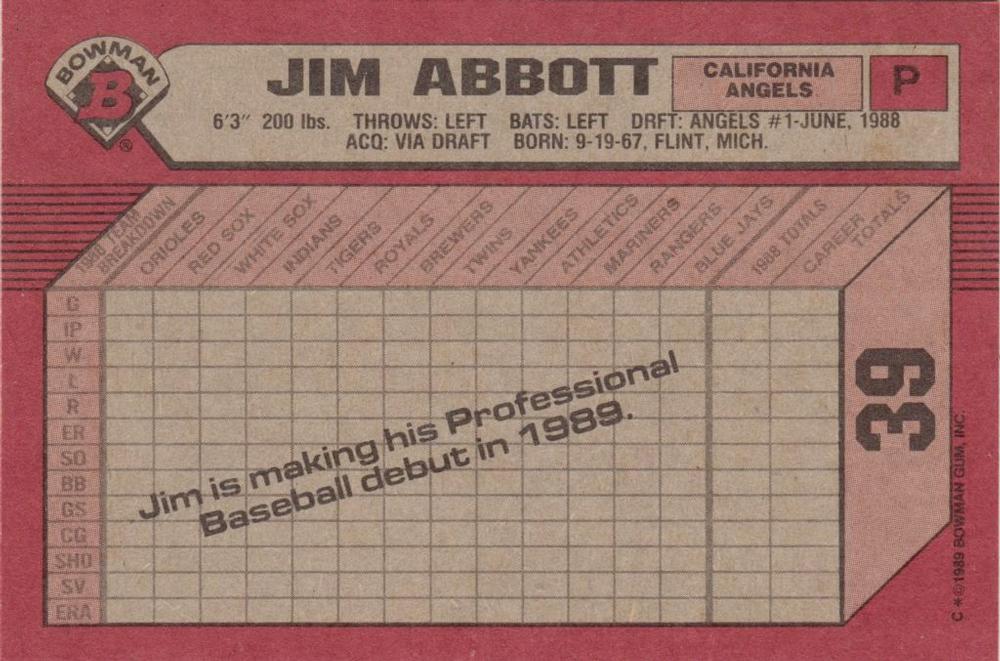 BOWMAN
B
®
JIM ABBOTT
CALIFORNIA
ANGELS
P
6'3" 200 lbs. THROWS: LEFT BATS: LEFT DRFT: ANGELS #1-JUNE, 1988
ACQ: VIA DRAFT BORN: 9-19-67, FLINT, MICH.
1988 TEAM
BREAKDOWN
ORIOLES
RED SOX
WHITE SOX
INDIANS
TIGERS
ROYALS
BREWERS
TWINS
YANKEES
ATHLETICS
MARINERS
RANGERS
BLUE JAYS
1988 TOTALS
CAREER
TOTALS
G
IP
W
L
R
ER
SO
BB
GS
CG
SHO
SV
ERA
Jim is making his Professional
Baseball debut in 1989.
39
C *©1989 BOWMAN GUM, INC.